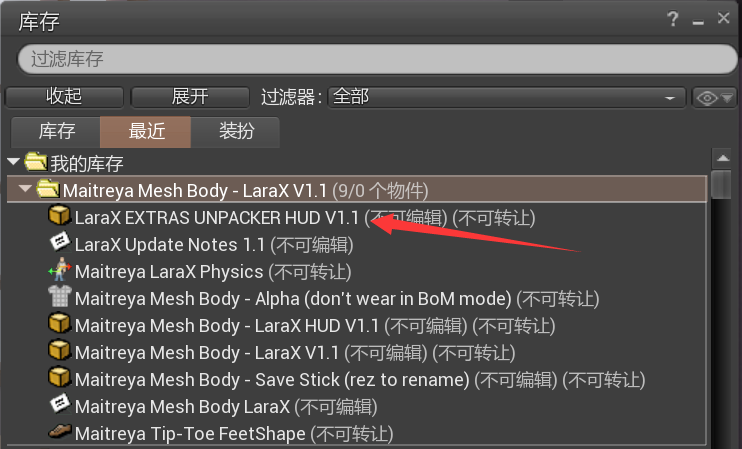 库存
?
过滤库存
收起 展开 过滤器: 全部
库存 最近 装扮
我的库存
Maitreya Mesh Body - LaraX V1.1 (9/0 个物件)
LaraX EXTRAS UNPACKER HUD V1.1 (不可编辑) (不可转让)
LaraX Update Notes 1.1 (不可编辑)
Maitreya LaraX Physics (不可转让)
Maitreya Mesh Body - Alpha (don't wear in BoM mode) (不可转让)
Maitreya Mesh Body - LaraX HUD V1.1 (不可编辑) (不可转让)
Maitreya Mesh Body - LaraX V1.1 (不可编辑) (不可转让)
Maitreya Mesh Body - Save Stick (rez to rename) (不可编辑) (不可转让)
Maitreya Mesh Body LaraX (不可编辑)
Maitreya Tip-Toe FeetShape (不可转让)